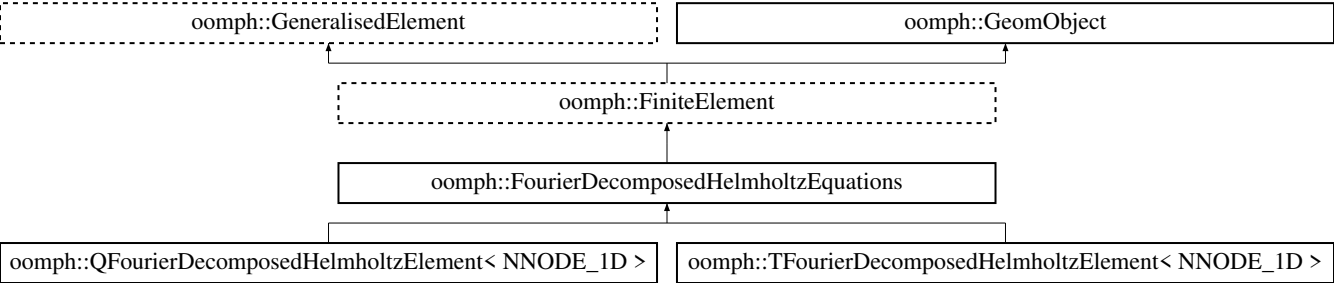 oomph::GeneralisedElement
oomph::GeomObject
oomph::FiniteElement
oomph::FourierDecomposedHelmholtzEquations
oomph::QFourierDecomposedHelmholtzElement< NNODE_1D >
oomph::TFourierDecomposedHelmholtzElement< NNODE_1D >